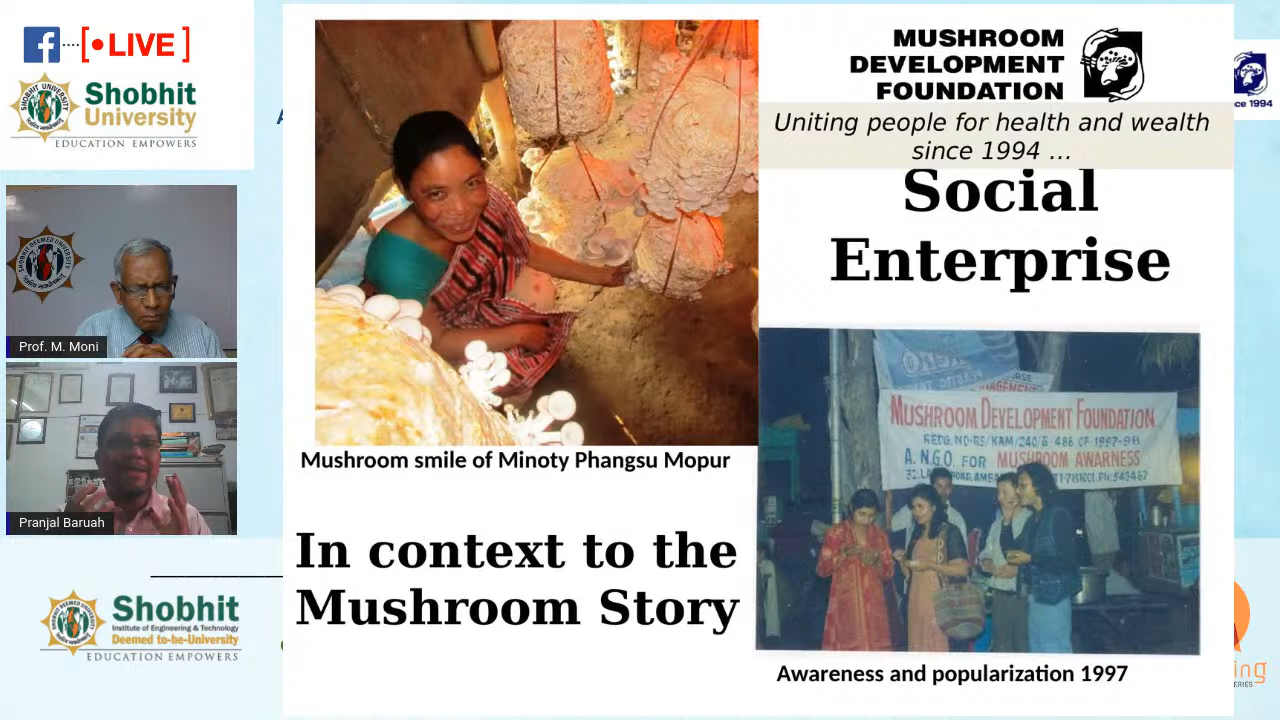 [•LIVE]
Shobhit
University
EDUCATION EMPOWERS
Prof. M. Moni
Pranjal Baruah
Shobhit
Institute of Engineering & Technology
Deemed to-be-University
EDUCATION EMPOWERS
MUSHROOM
DEVELOPMENT
FOUNDATION
Uniting people for health and wealth
since 1994 ...
Social
Enterprise
Mushroom smile of Minoty Phangsu Mopur
In context to the
Mushroom Story
MUSHROOM DEVELOPMENT FOUNDATION
A. N.G.O. FOR MUSHROOM AWARNESS
Awareness and popularization 1997